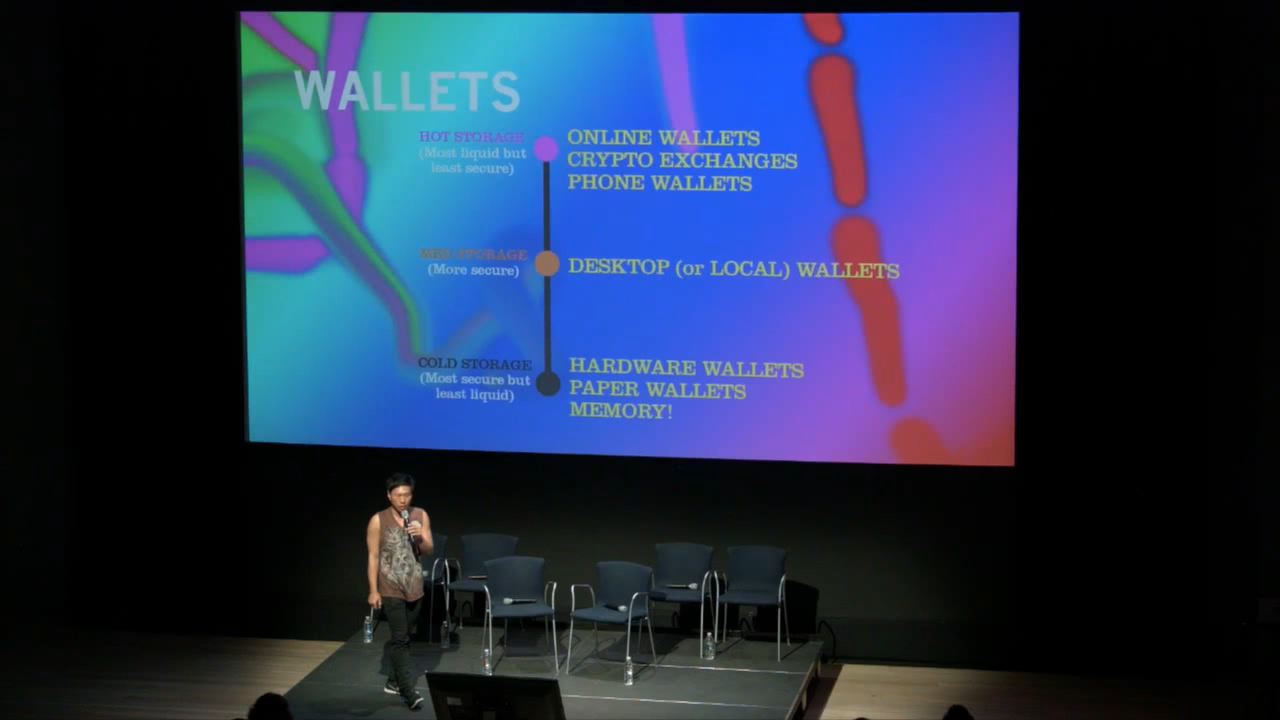 WALLETS
HOT STORAGE
(Most liquid but
least secure)
ONLINE WALLETS
CRYPTO EXCHANGES
PHONE WALLETS
MED STORAGE
(More secure)
DESKTOP (or LOCAL) WALLETS
COLD STORAGE
(Most secure but
least liquid)
HARDWARE WALLETS
PAPER WALLETS
MEMORY!